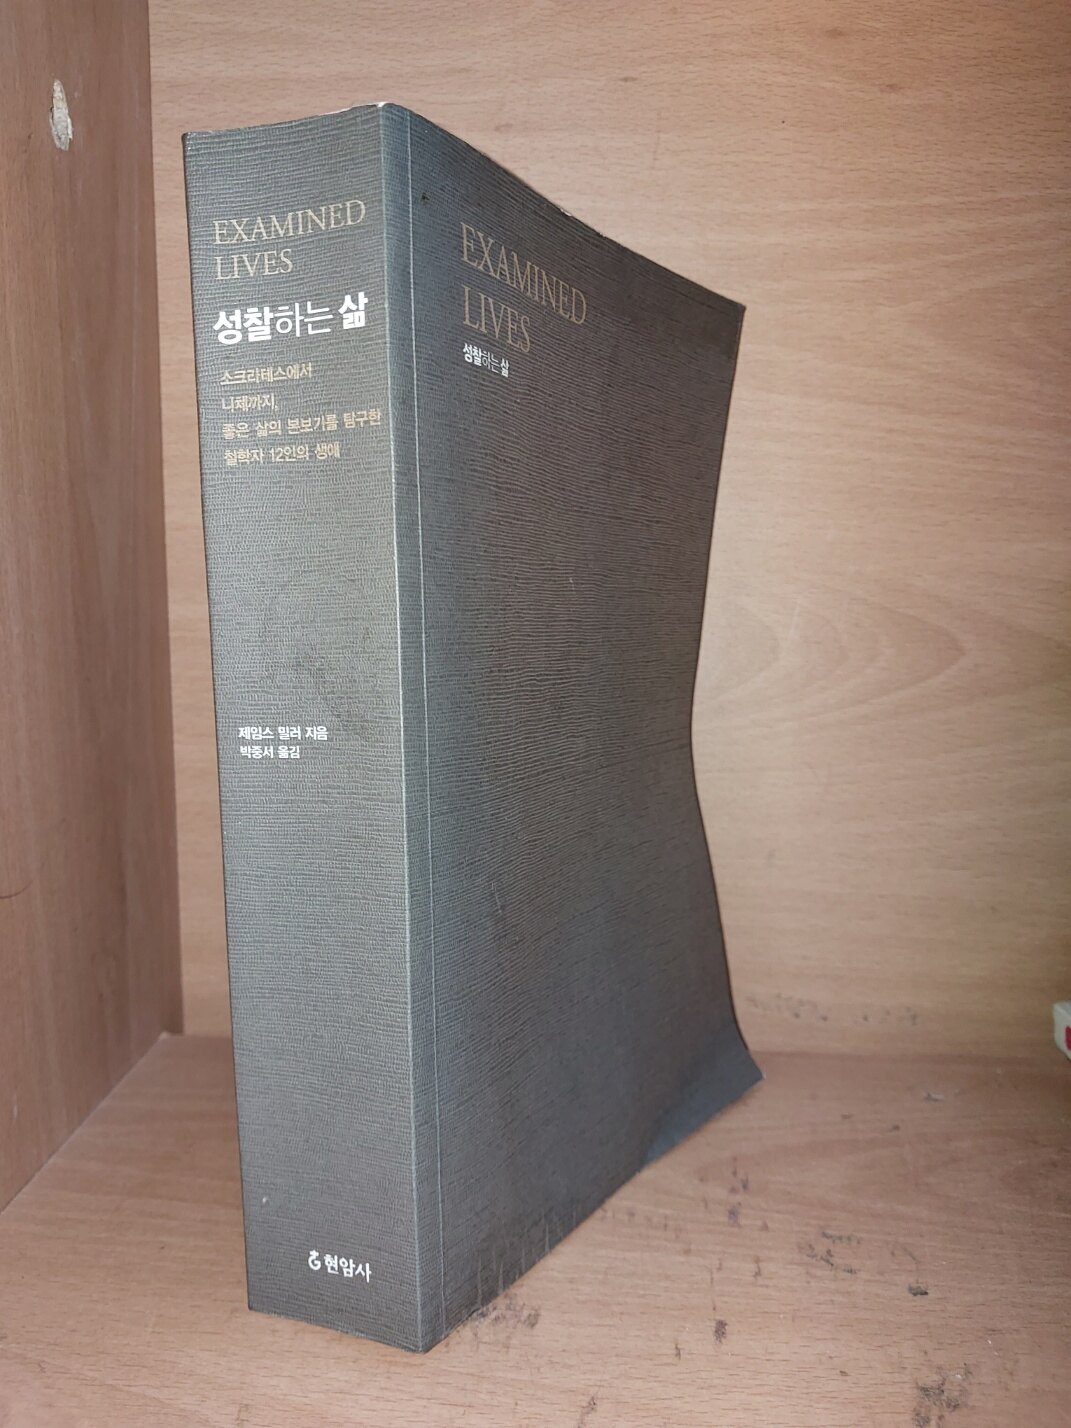 EXAMINED
LIVES
성찰하는 삶
소크라테스에서
니체까지,
좋은 삶의 본보기를 탐구한
철학자 12인의 생애
제임스 밀러 지음
박중서 옮김
현암사
EXAMINED
LIVES
성찰하는 삶